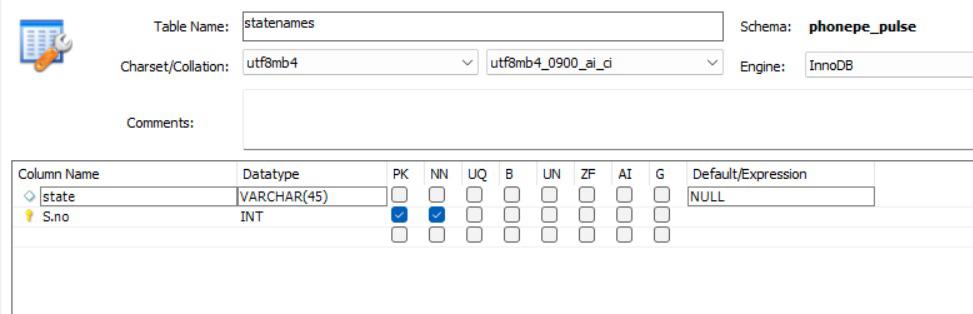 Table Name: statenames Schema: phonepe_pulse
Charset/Collation: utf8mb4 utf8mb4_0900_ai_ci Engine: InnoDB
Comments:
Column Name Datatype PK NN UQ B UN ZF AI G Default/Expression
state VARCHAR(45) NULL
S.no INT